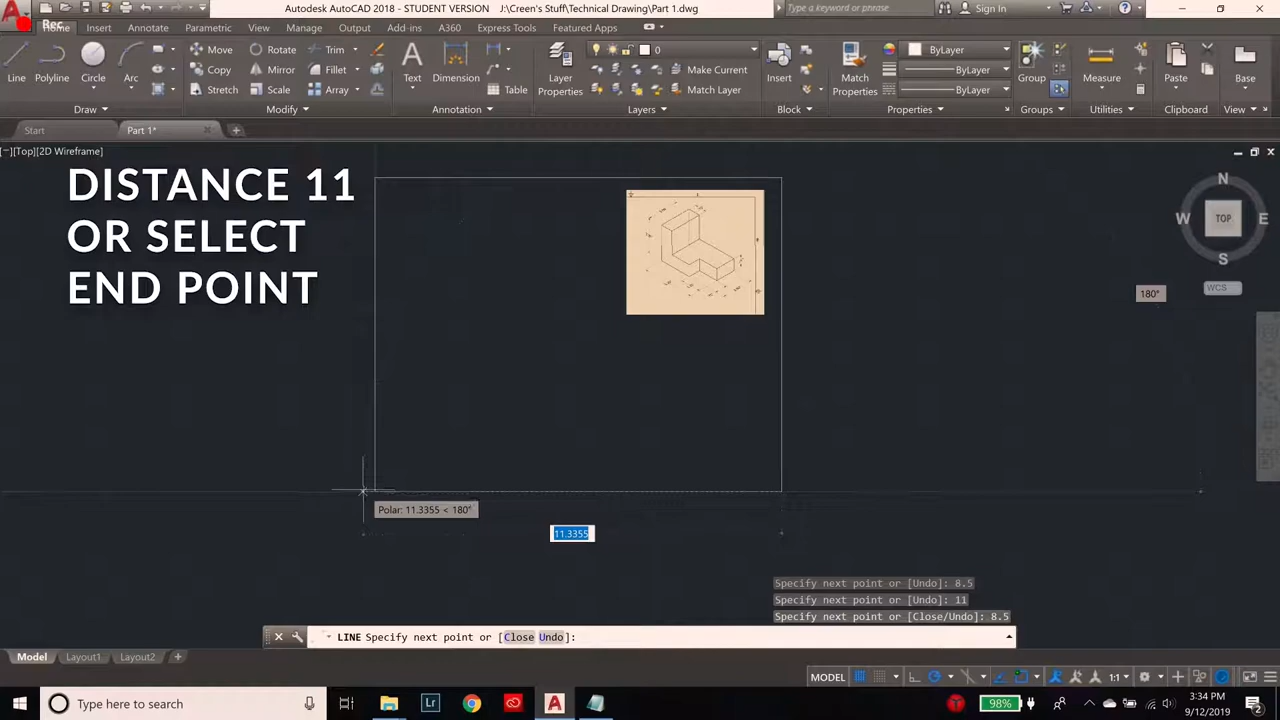 Autodesk AutoCAD 2018 - STUDENT VERSION J:\Creen's Stuff\Technical Drawing\Part 1.dwg
Type a keyword or phrase
Sign In
Rec
Home Insert Annotate Parametric View Manage Output Add-ins A360 Express Tools Featured Apps
Line
Polyline
Circle
Arc
Move
Rotate
Trim
Copy
Mirror
Fillet
Stretch
Scale
Array
Text
Dimension
Table
Layer
Properties
0
Make Current
Match Layer
Insert
Match
Properties
ByLayer
ByLayer
ByLayer
Group
Measure
Paste
Base
Draw Modify Annotation Layers Block Properties Groups Utilities Clipboard View
Start Part 1*
[−][Top][2D Wireframe]
DISTANCE 11
OR SELECT
END POINT
N
W TOP E
S
WCS
180°
Polar: 11.3355 < 180°
11.3355
Specify next point or [Undo]: 8.5
Specify next point or [Undo]: 11
Specify next point or [Close/Undo]: 8.5
LINE Specify next point or [Close Undo]:
Model Layout1 Layout2 +
MODEL 1:1
Type here to search
Lr
98%
3:34 PM
9/12/2019
2